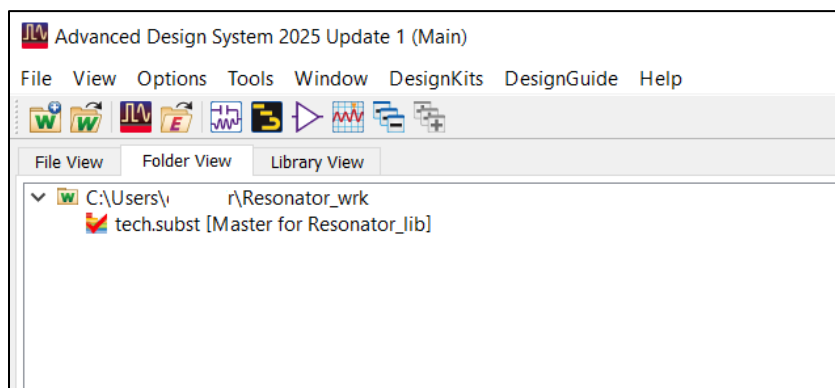 Advanced Design System 2025 Update 1 (Main)
File View Options Tools Window DesignKits DesignGuide Help
File View Folder View Library View
C:\Users\ r\Resonator_wrk
tech.subst [Master for Resonator_lib]